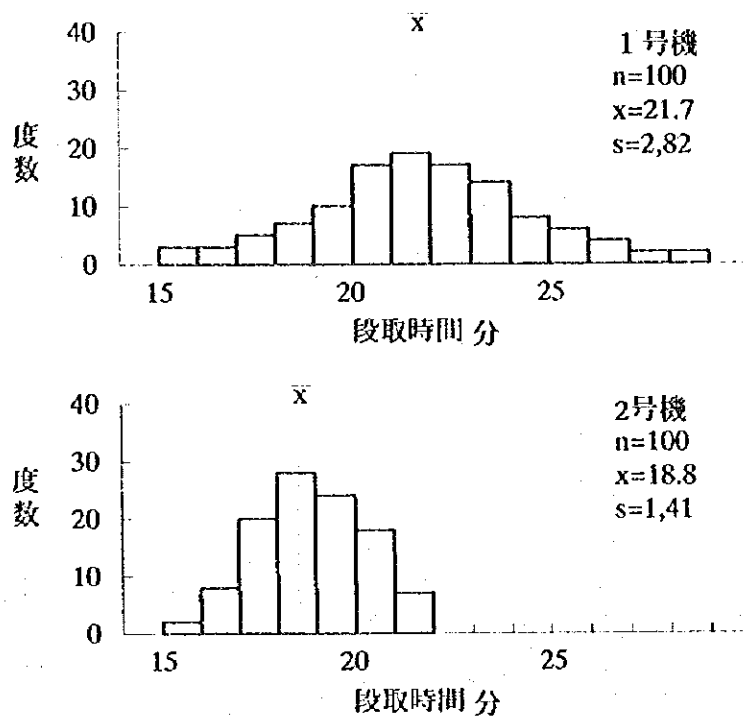 x̄
40
30
20
10
0
度数
15
20
25
段取時間 分
1号機
n=100
x=21.7
s=2,82
x̄
40
30
20
10
0
度数
15
20
25
段取時間 分
2号機
n=100
x=18.8
s=1,41